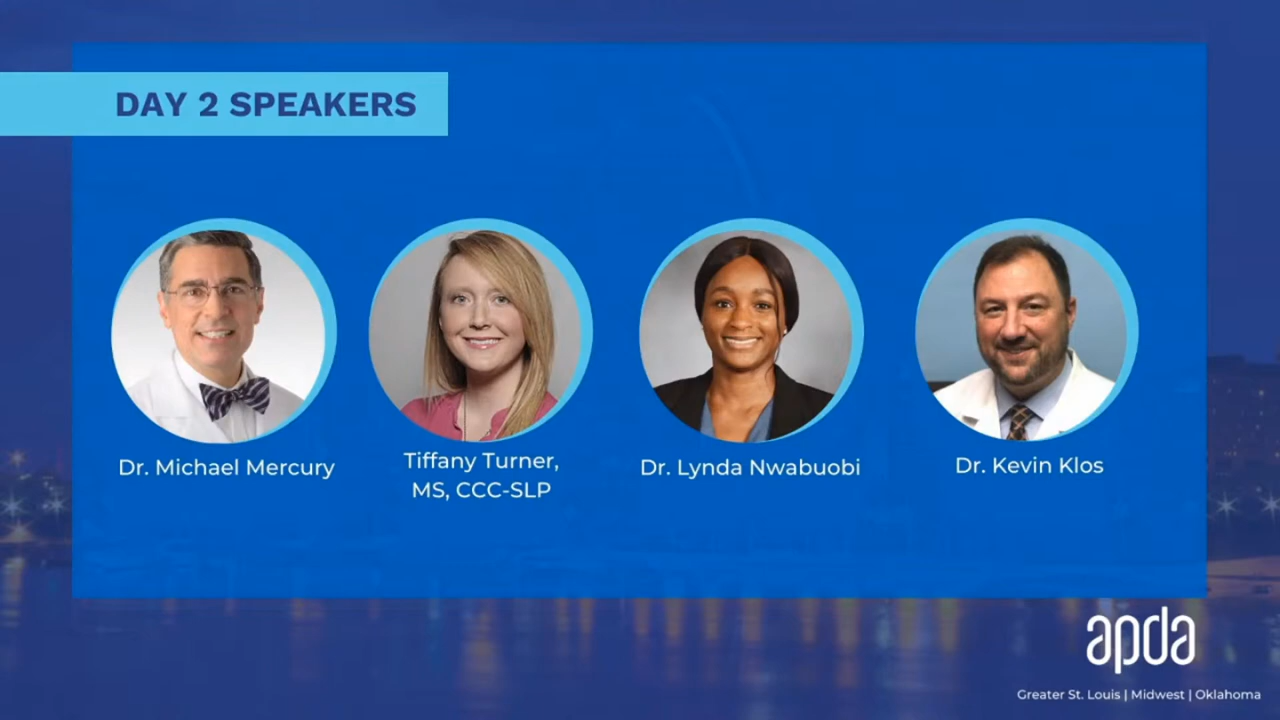 DAY 2 SPEAKERS
Dr. Michael Mercury
Tiffany Turner,
MS, CCC-SLP
Dr. Lynda Nwabuobi
Dr. Kevin Klos
apda
Greater St. Louis | Midwest | Oklahoma